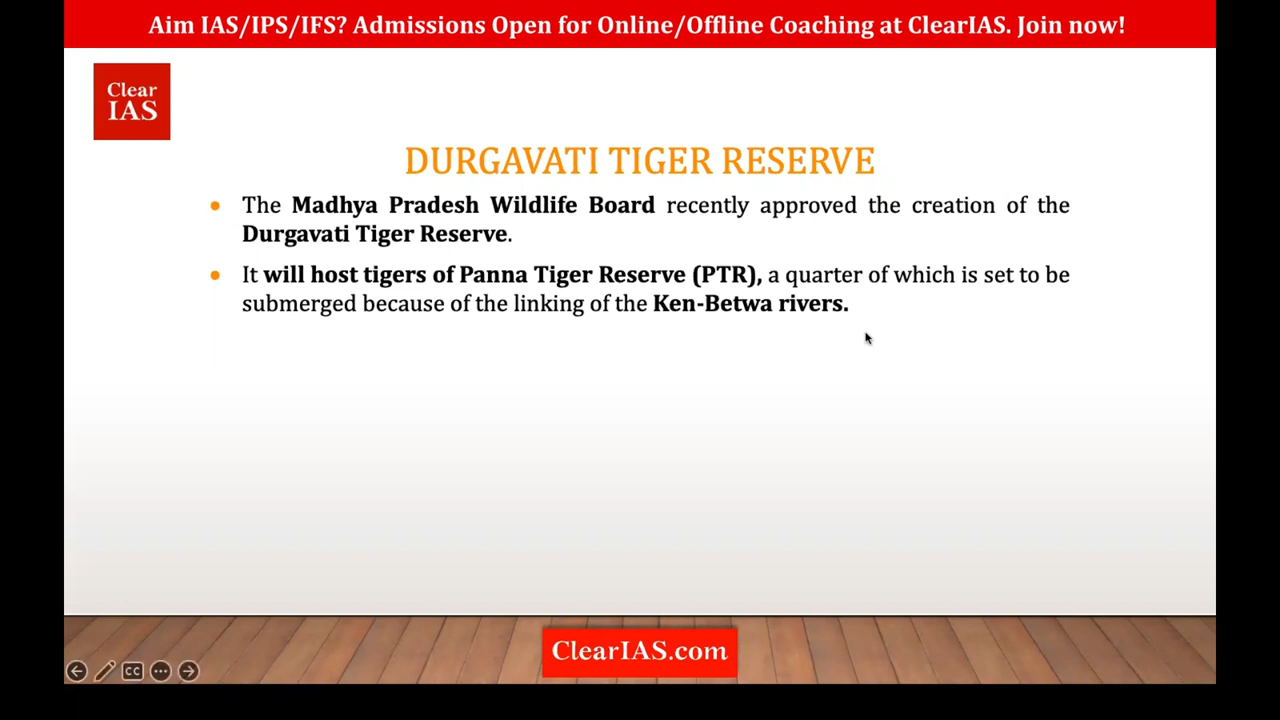 Aim IAS/IPS/IFS? Admissions Open for Online/Offline Coaching at ClearIAS. Join now!
Clear
IAS
DURGAVATI TIGER RESERVE
• The Madhya Pradesh Wildlife Board recently approved the creation of the
Durgavati Tiger Reserve.
• It will host tigers of Panna Tiger Reserve (PTR), a quarter of which is set to be
submerged because of the linking of the Ken-Betwa rivers.
ClearIAS.com
CC